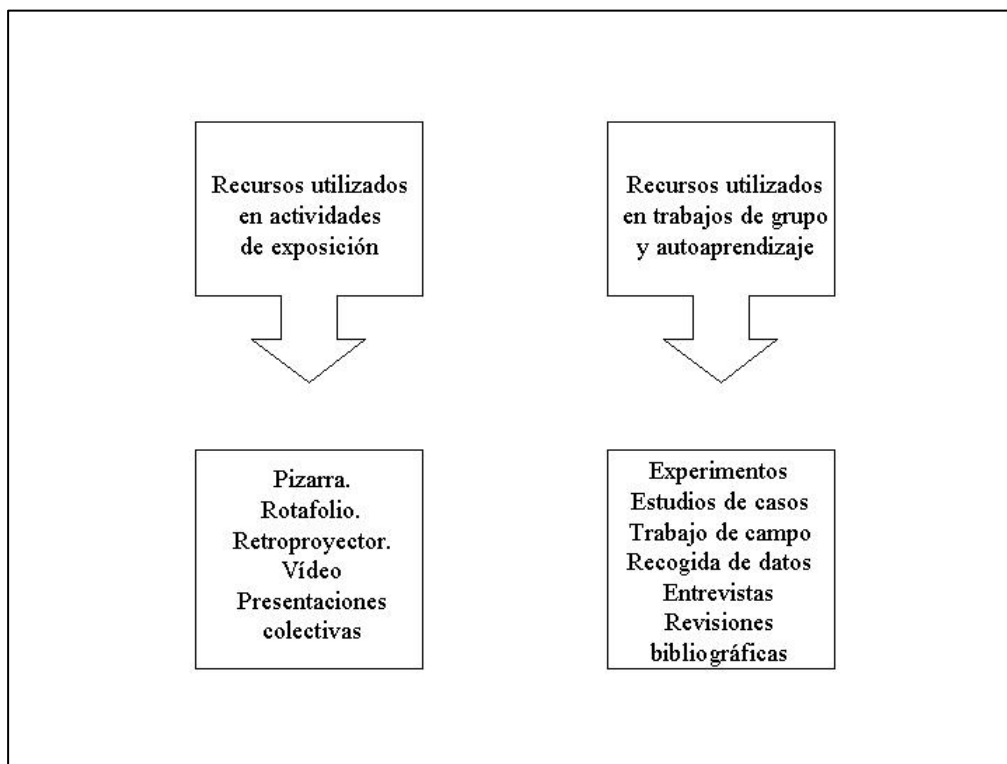 Recursos utilizados
en actividades
de exposición
Recursos utilizados
en trabajos de grupo
y autoaprendizaje
Pizarra.
Rotafolio.
Retroproyector.
Vídeo
Presentaciones
colectivas
Experimentos
Estudios de casos
Trabajo de campo
Recogida de datos
Entrevistas
Revisiones
bibliográficas